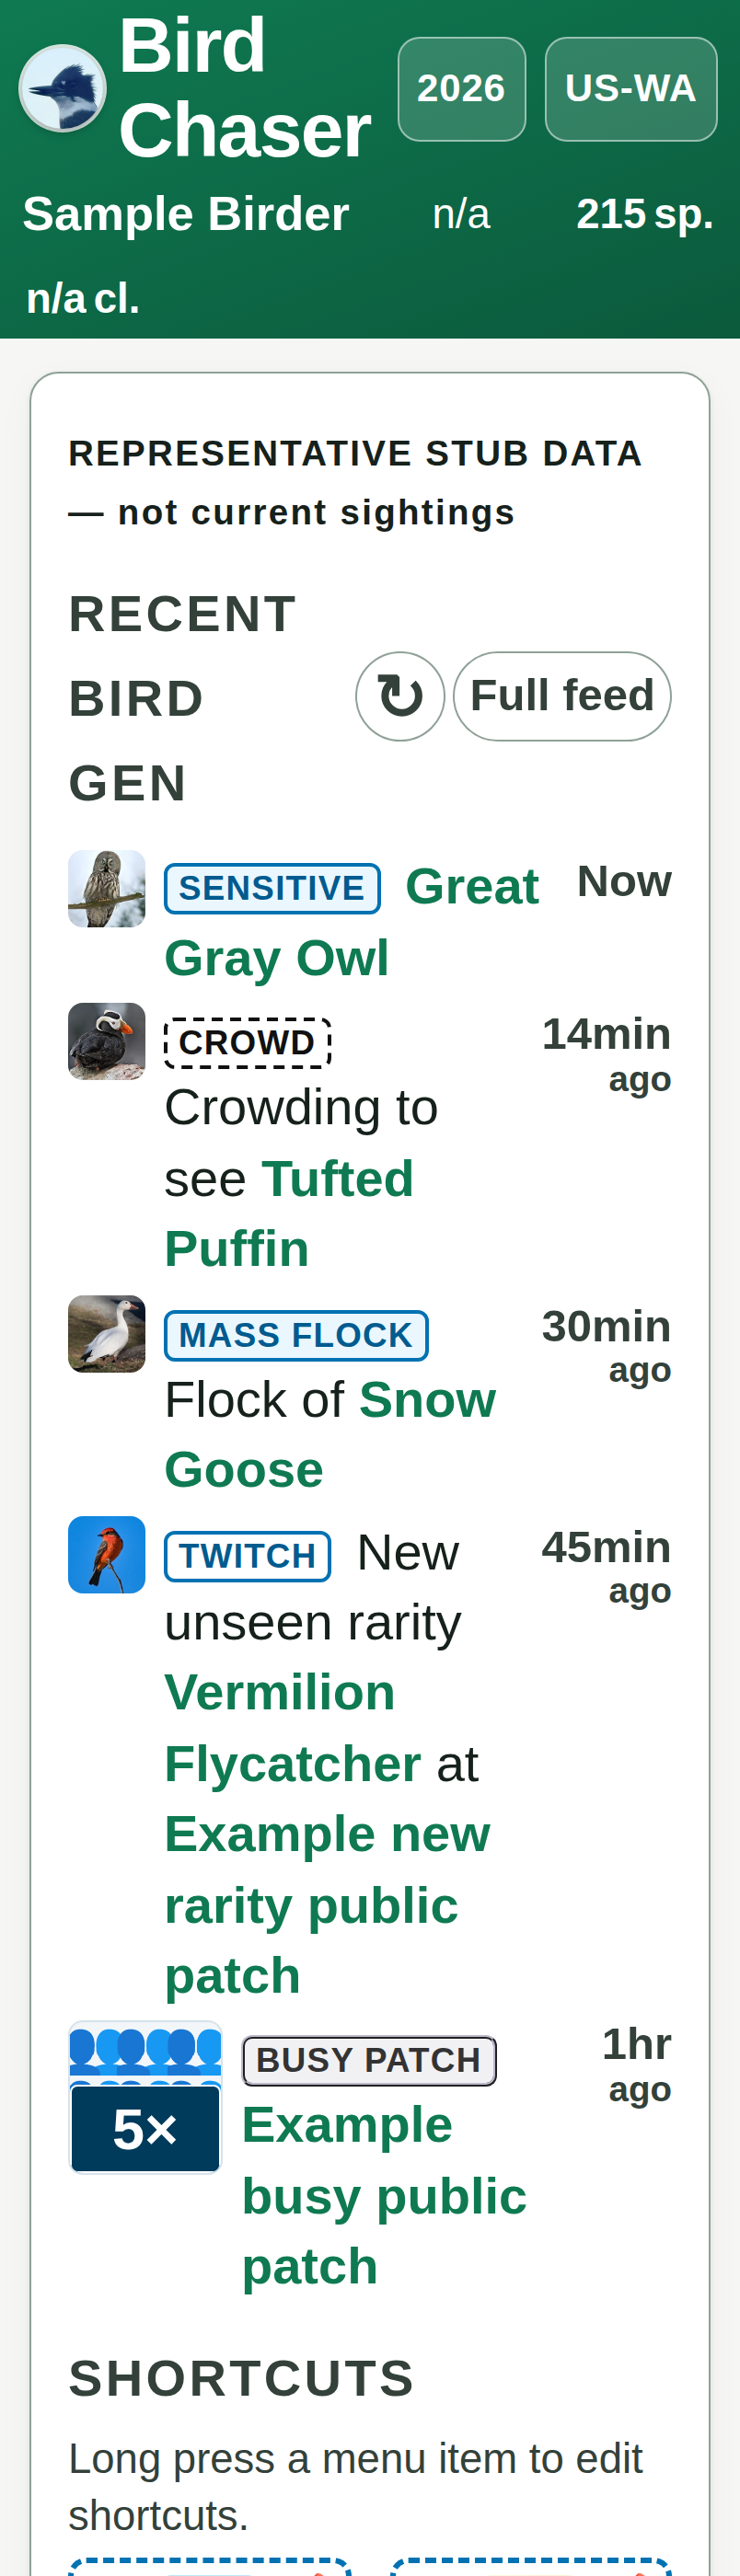 Bird
Chaser
2026
US-WA
Sample Birder n/a 215 sp.
n/a cl.
REPRESENTATIVE STUB DATA
— not current sightings
RECENT
BIRD
GEN
↻ Full feed
SENSITIVE Great
Gray Owl
Now
CROWD
Crowding to
see Tufted
Puffin
14min
ago
MASS FLOCK
Flock of Snow
Goose
30min
ago
TWITCH New
unseen rarity
Vermilion
Flycatcher at
Example new
rarity public
patch
45min
ago
5×
BUSY PATCH
Example
busy public
patch
1hr
ago
SHORTCUTS
Long press a menu item to edit
shortcuts.